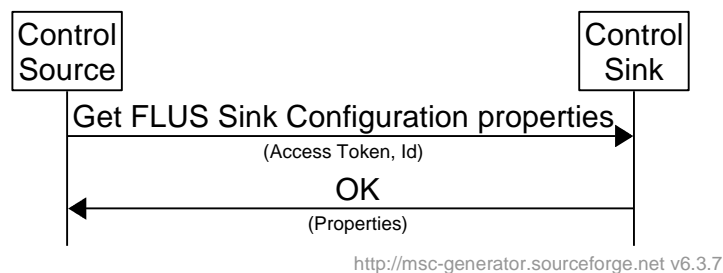 Control
Source
Control
Sink
Get FLUS Sink Configuration properties
(Access Token, Id)
OK
(Properties)
http://msc-generator.sourceforge.net v6.3.7